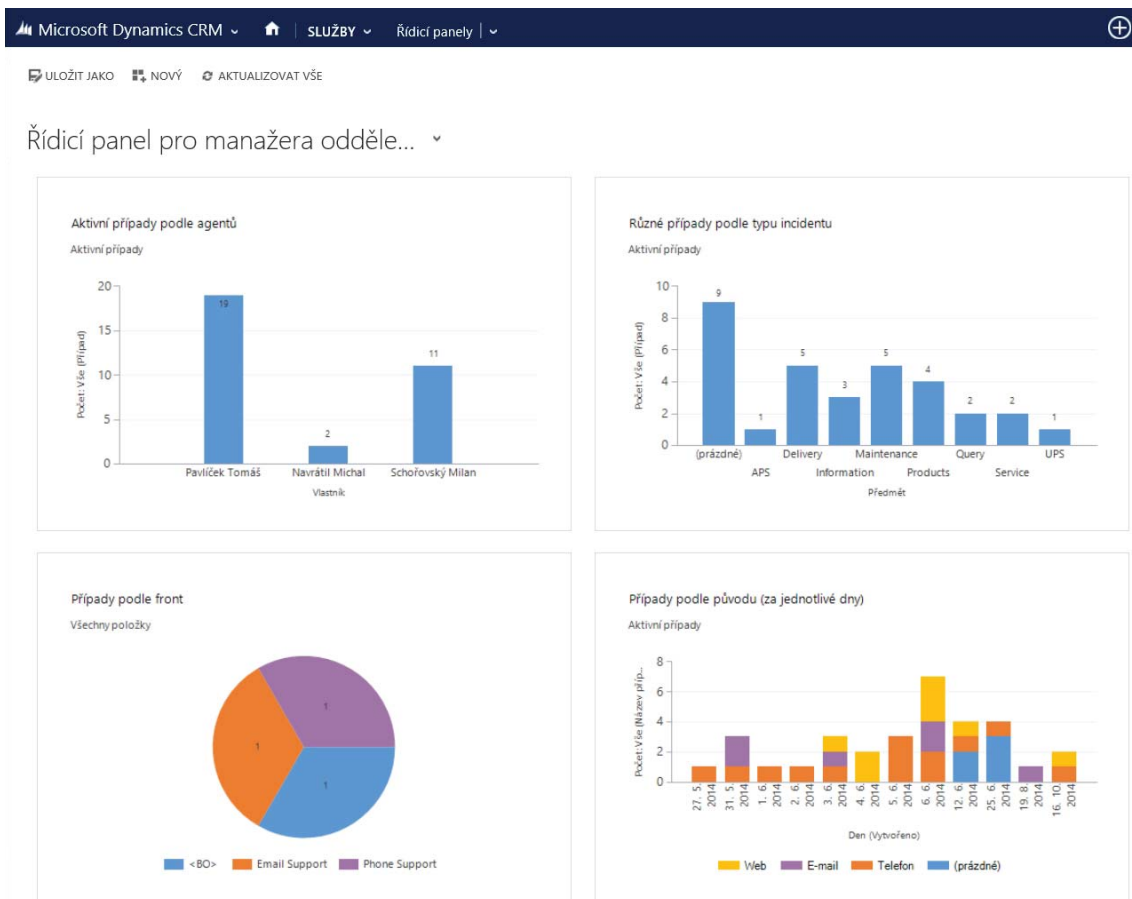 Microsoft Dynamics CRM SLUŽBY Řídicí panely
ULOŽIT JAKO NOVÝ AKTUALIZOVAT VŠE
Řídicí panel pro manažera odděle...
Aktivní případy podle agentů
Aktivní případy
Počet: Vše (Případ)
20
15
10
5
0
19
2
11
Pavlíček Tomáš Navrátil Michal Schořovský Milan
Vlastník
Různé případy podle typu incidentu
Aktivní případy
Počet: Vše (Případ)
10
8
6
4
2
0
9
1
5
3
5
4
2
2
1
(prázdné) Delivery Maintenance Query UPS
APS Information Products Service
Předmět
Případy podle front
Všechny položky
1
1
1
<BO> Email Support Phone Support
Případy podle původu (za jednotlivé dny)
Aktivní případy
Počet: Vše (Název příp...
8
6
4
2
0
27. 5.
2014
31. 5.
2014
1. 6.
2014
2. 6.
2014
3. 6.
2014
4. 6.
2014
5. 6.
2014
6. 6.
2014
12. 6.
2014
25. 6.
2014
19. 8.
2014
16. 10.
2014
Den (Vytvořeno)
Web E-mail Telefon (prázdné)